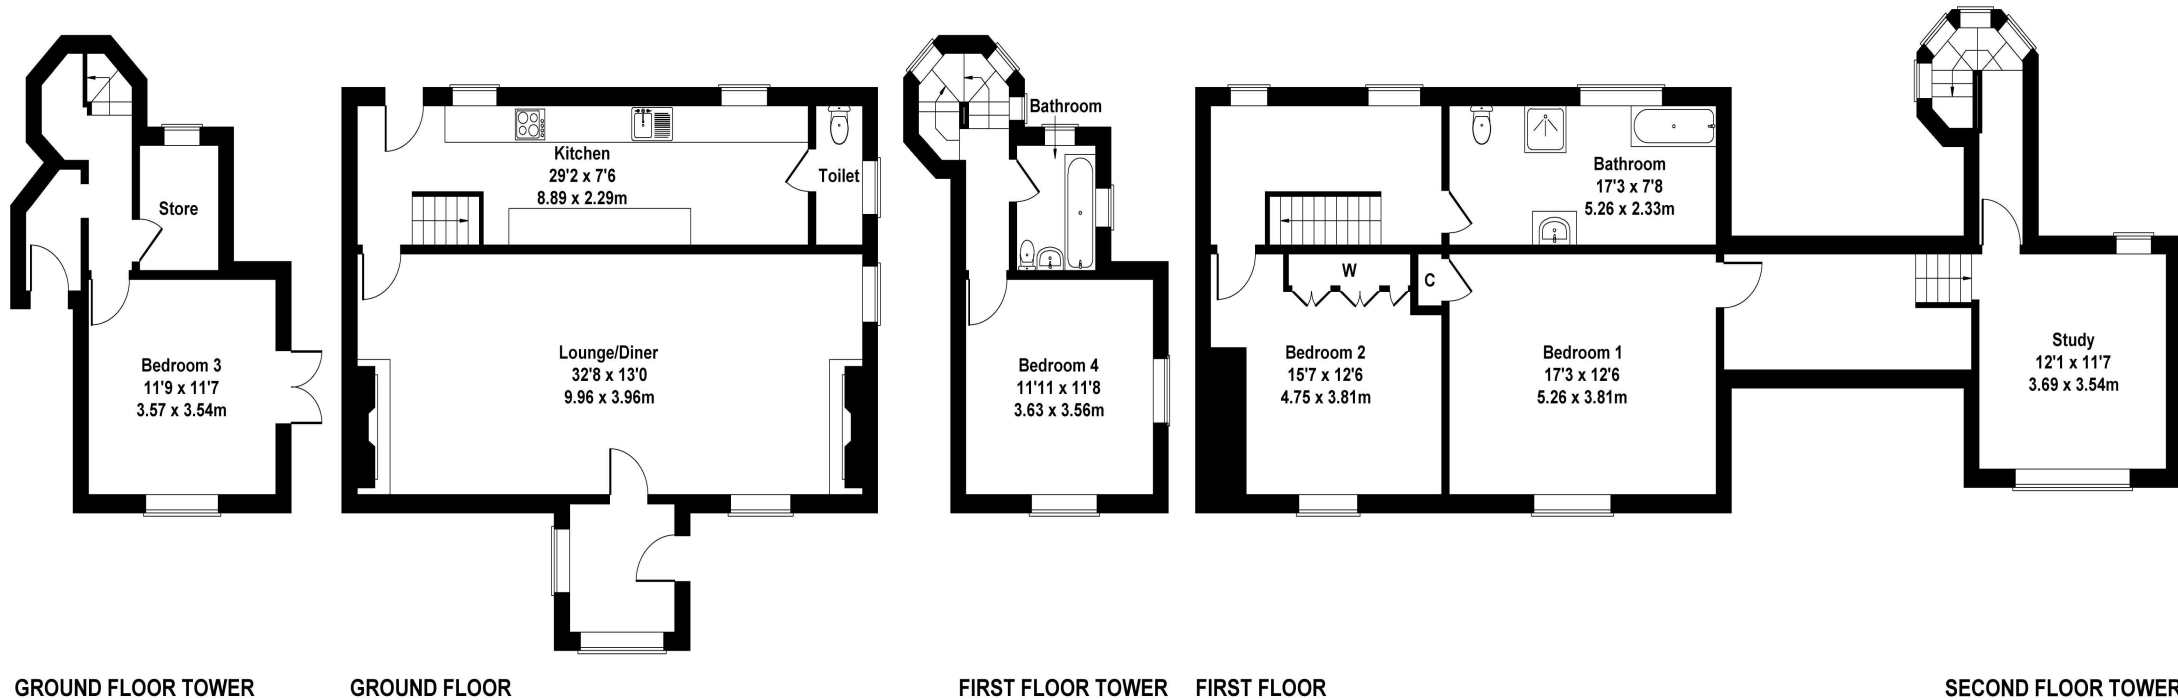 Store
Bedroom 3
11'9 x 11'7
3.57 x 3.54m
GROUND FLOOR TOWER
Kitchen
29'2 x 7'6
8.89 x 2.29m
Toilet
Lounge/Diner
32'8 x 13'0
9.96 x 3.96m
GROUND FLOOR
Bathroom
Bedroom 4
11'11 x 11'8
3.63 x 3.56m
FIRST FLOOR TOWER
Bathroom
17'3 x 7'8
5.26 x 2.33m
W
C
Bedroom 2
15'7 x 12'6
4.75 x 3.81m
Bedroom 1
17'3 x 12'6
5.26 x 3.81m
FIRST FLOOR
Study
12'1 x 11'7
3.69 x 3.54m
SECOND FLOOR TOWER